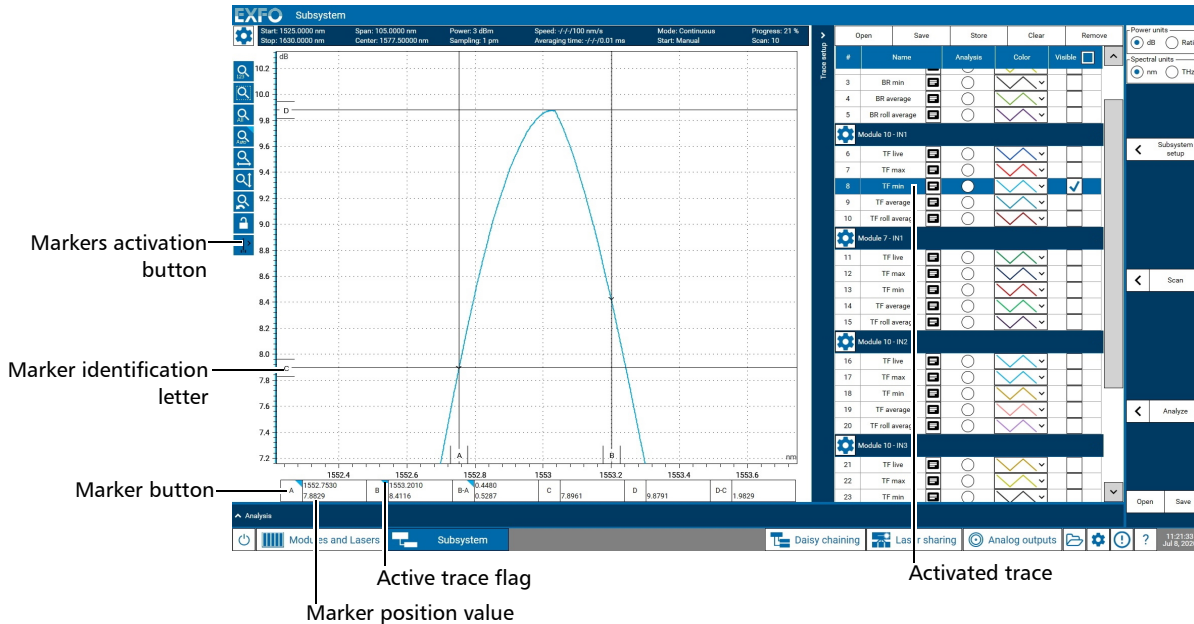 EXFO Subsystem
Start: 1525.0000 nm Span: 105.0000 nm Power: 3 dBm Speed: -/-/100 nm/s Mode: Continuous Progress: 21 %
Stop: 1630.0000 nm Center: 1577.50000 nm Sampling: 1 pm Averaging time: -/-/0.01 ms Start: Manual Scan: 10
Trace setup
Open Save Store Clear Remove
# Name Analysis Color Visible
3 BR min
4 BR average
5 BR roll average
Module 10 - IN1
6 TF live
7 TF max
8 TF min
9 TF average
10 TF roll averag
Module 7 - IN1
11 TF live
12 TF max
13 TF min
14 TF average
15 TF roll averag
Module 10 - IN2
16 TF live
17 TF max
18 TF min
19 TF average
20 TF roll averag
Module 10 - IN3
21 TF live
22 TF max
23 TF min
Power units
dB Rati
Spectral units
nm THz
Subsystem
setup
Scan
Analyze
Open Save
dB
10.2
10.0
9.8
9.6
9.4
9.2
9.0
8.8
8.6
8.4
8.2
8.0
7.8
7.6
7.4
7.2
D
C
A
B
nm
1552.4 1552.6 1552.8 1553 1553.2 1553.4 1553.6
A 1552.7530 B 1553.2010 B-A 0.4480 C D D-C
7.8829 8.4116 0.5287 7.8961 9.8791 1.9829
Analysis
Modules and Lasers Subsystem Daisy chaining Laser sharing Analog outputs ? 11:21:33
Jul 8, 202
Markers activation
button
Marker identification
letter
Marker button
Active trace flag
Marker position value
Activated trace